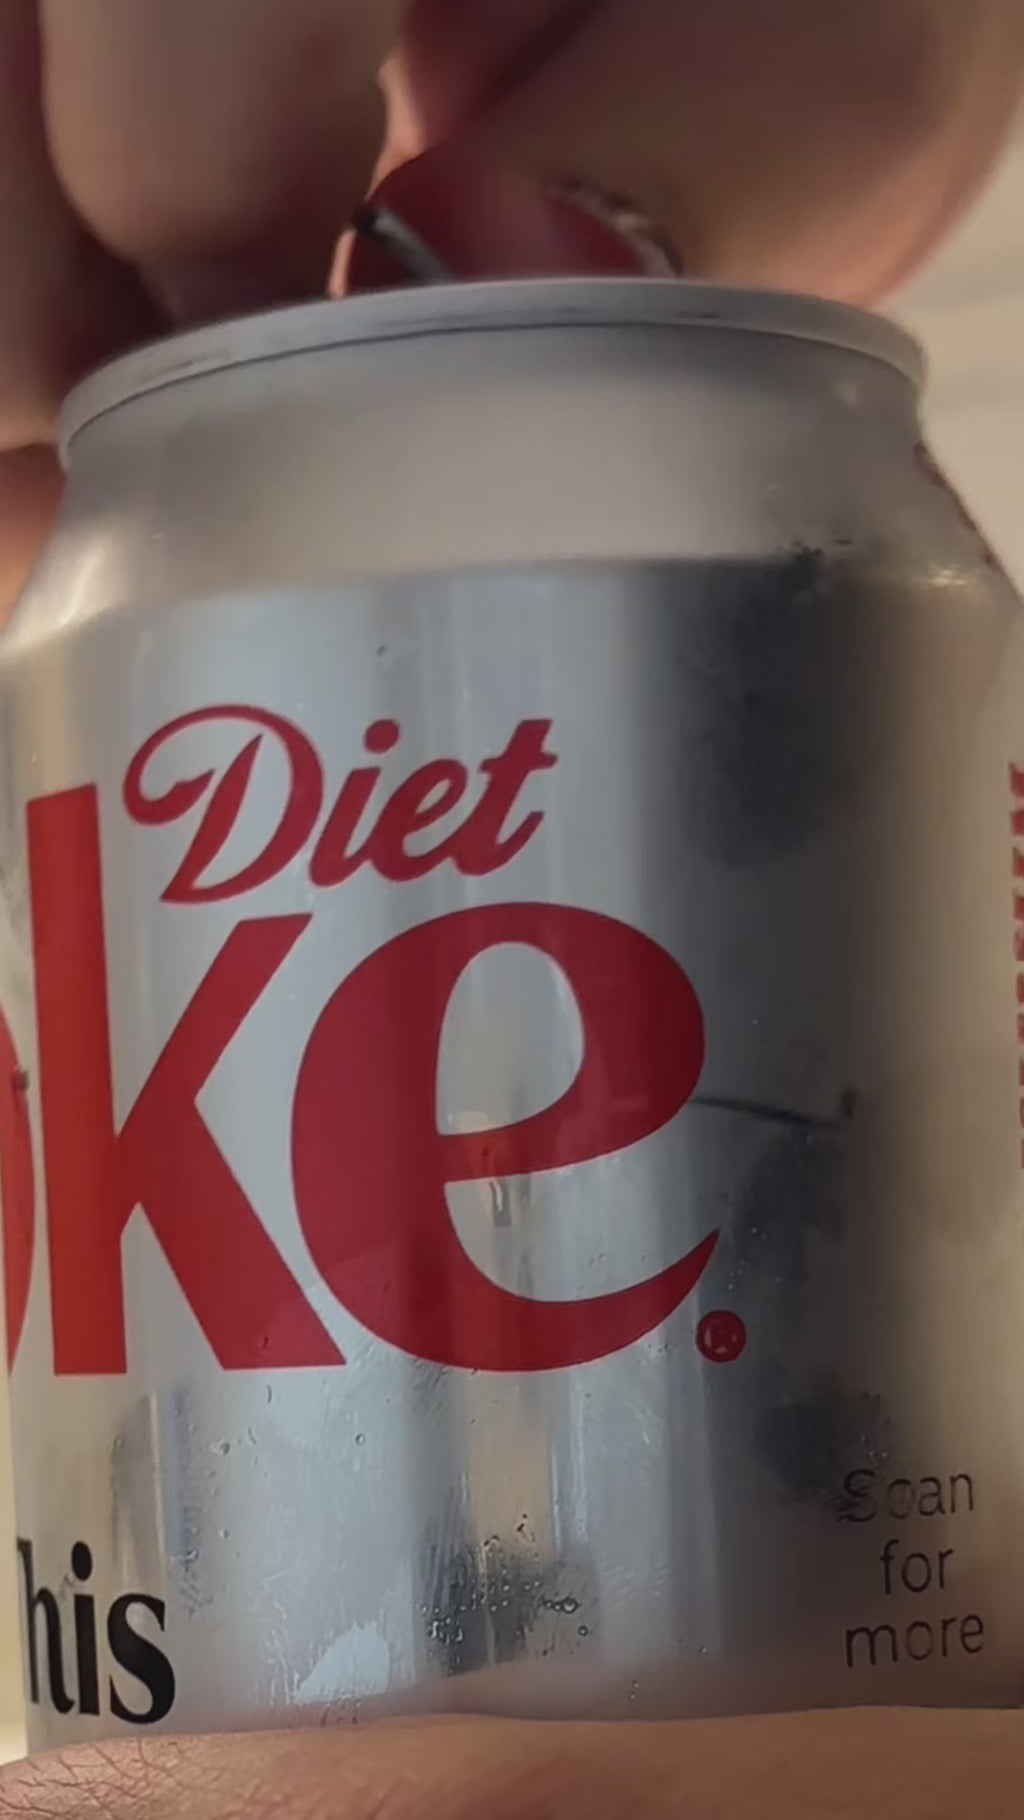 Diet
oke®
his
Scan
for
more